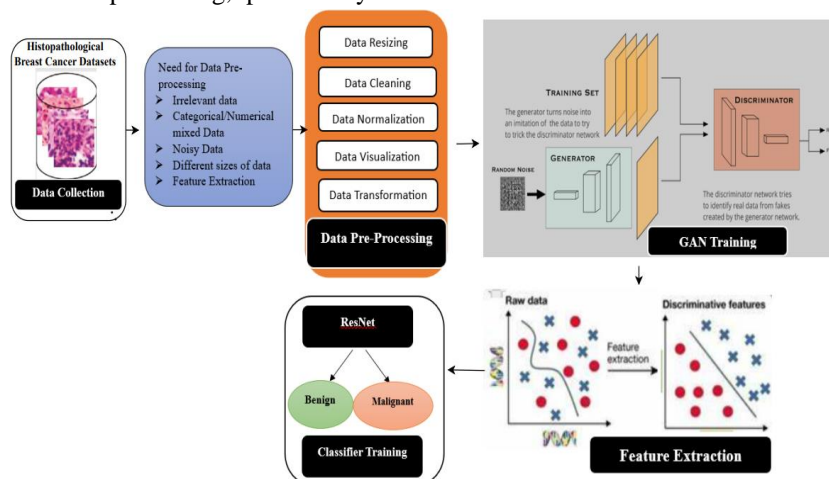 Histopathological
Breast Cancer Datasets
Data Collection
Need for Data Pre-
processing
➢ Irrelevant data
➢ Categorical/Numerical
mixed Data
➢ Noisy Data
➢ Different sizes of data
➢ Feature Extraction
Data Resizing
Data Cleaning
Data Normalization
Data Visualization
Data Transformation
Data Pre-Processing
TRAINING SET
The generator turns noise into
an imitation of the data to try
to trick the discriminator network
DISCRIMINATOR
GENERATOR
RANDOM NOISE
The discriminator network tries
to identify real data from fakes
created by the generator network.
GAN Training
Raw data
Feature
extraction
Discriminative features
Feature Extraction
ResNet
Benign
Malignant
Classifier Training